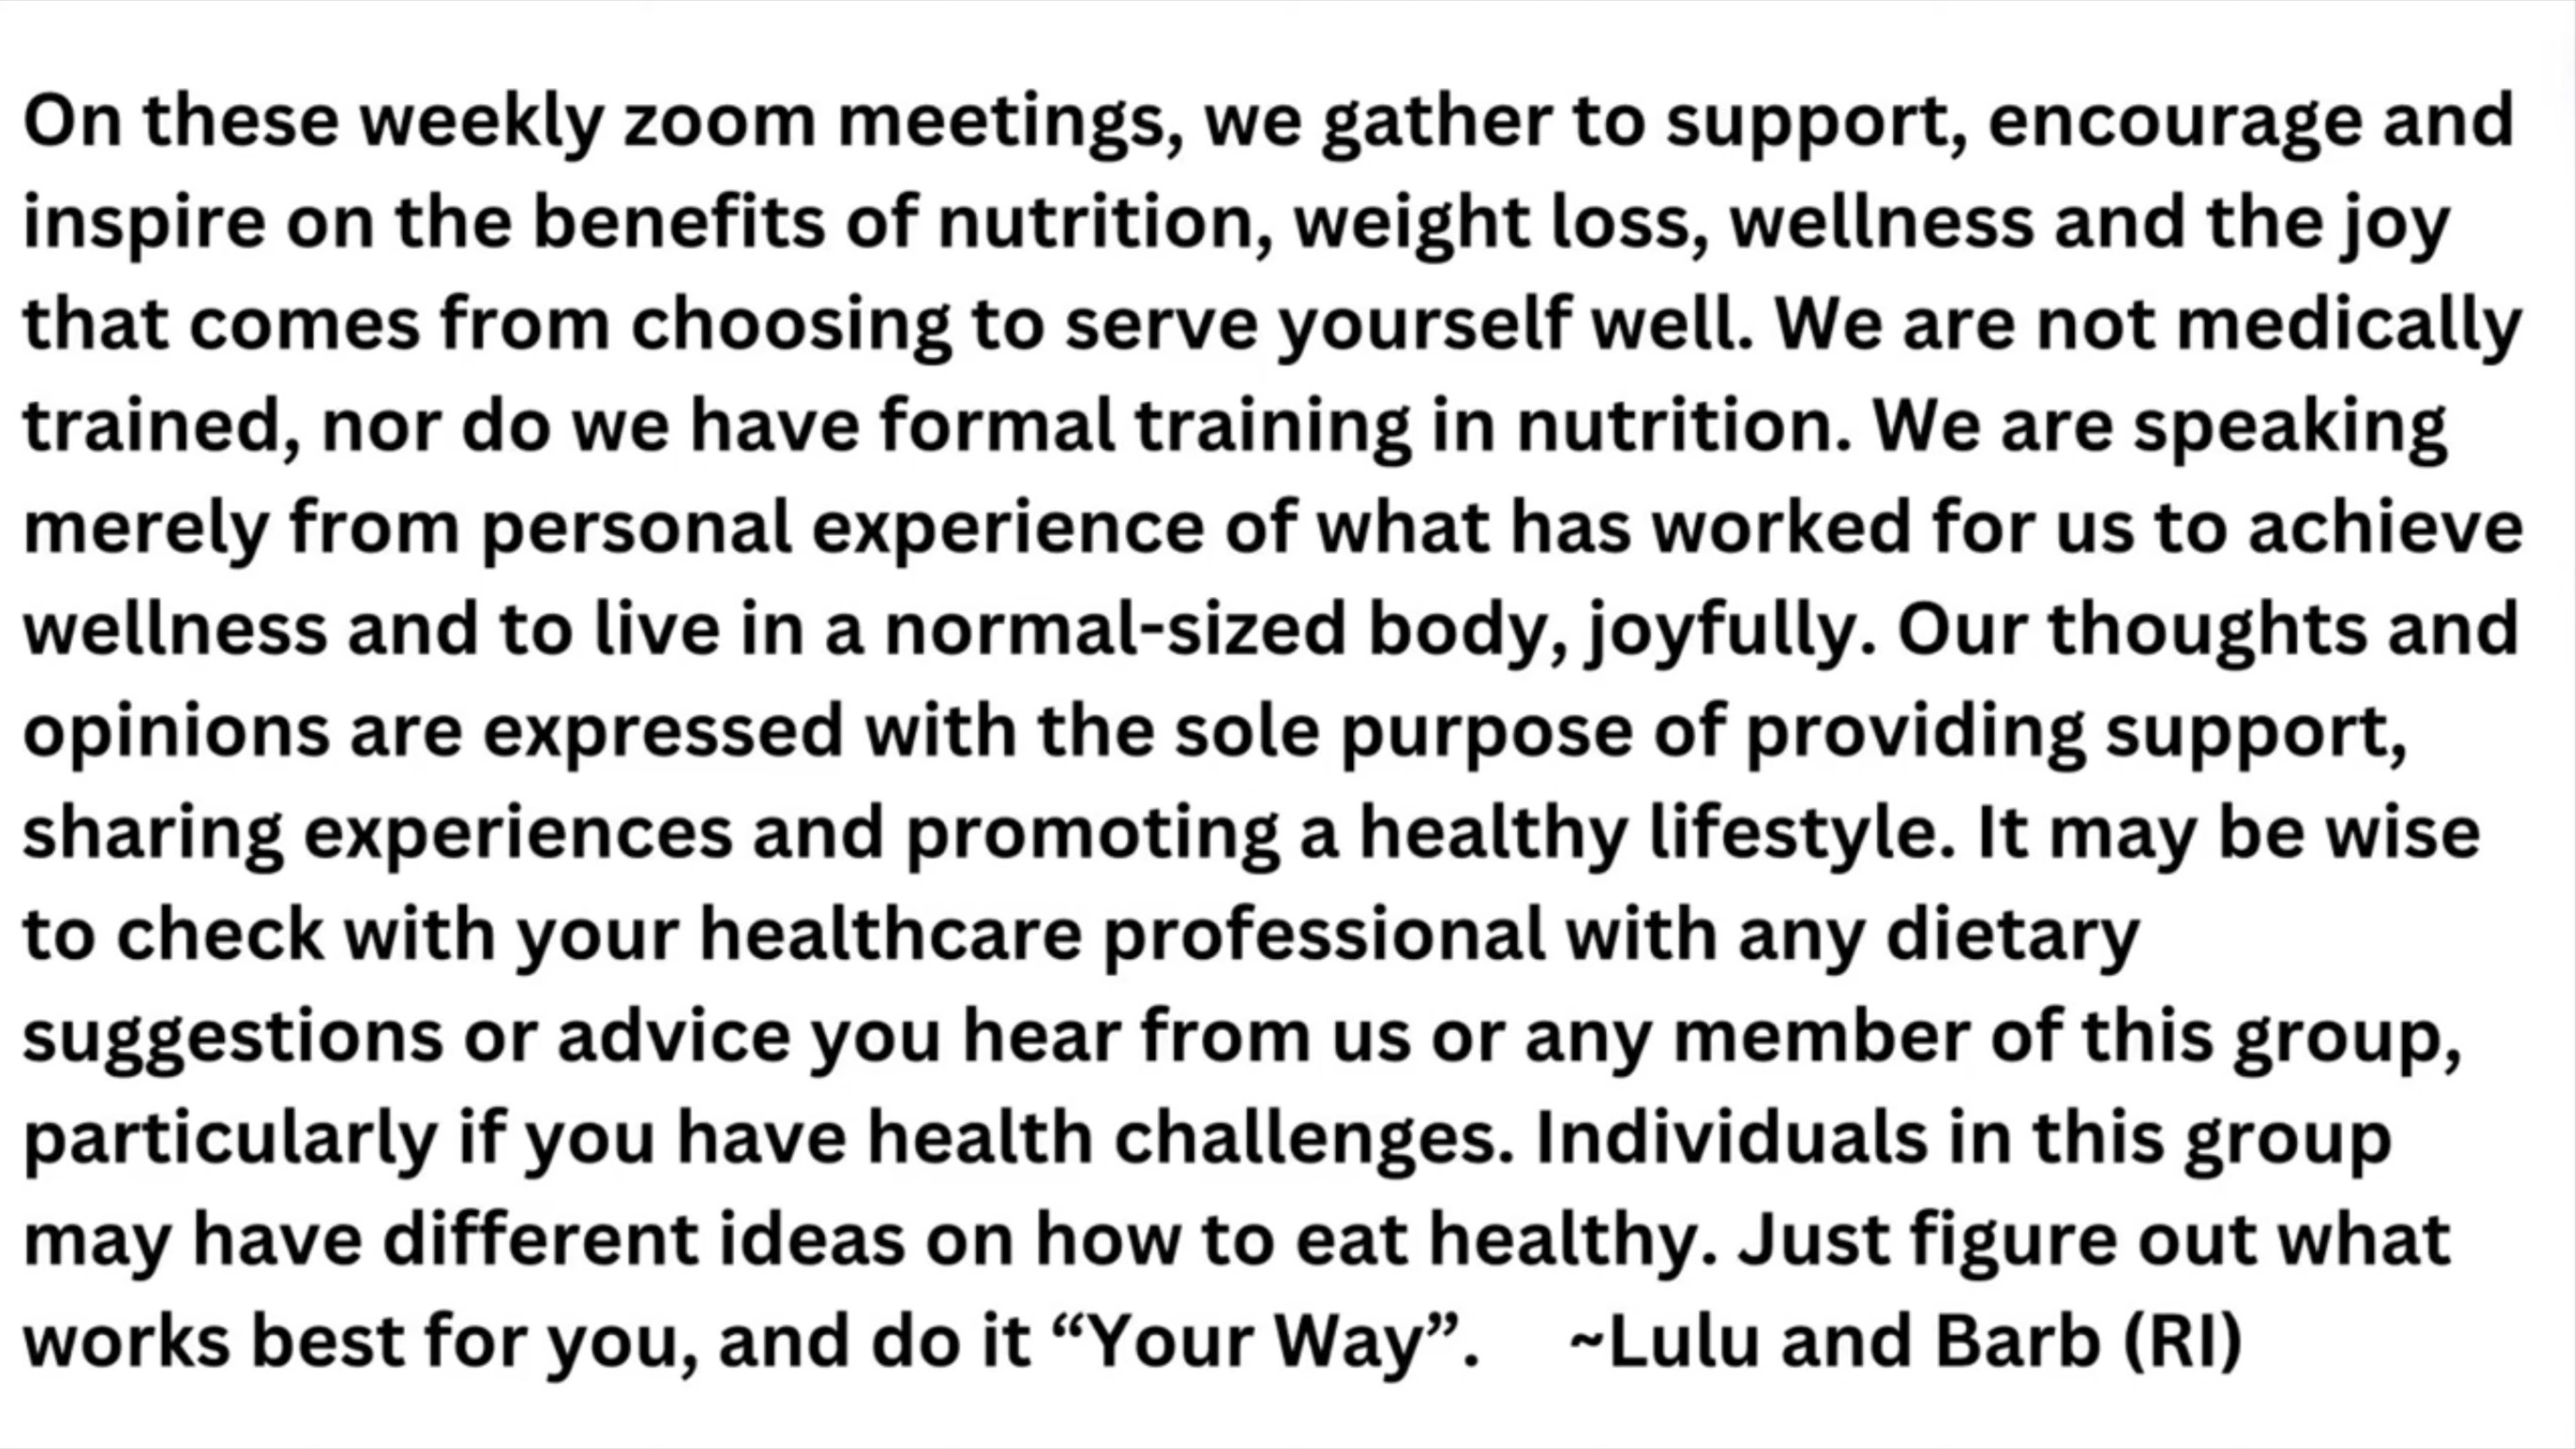 On these weekly zoom meetings, we gather to support, encourage and
inspire on the benefits of nutrition, weight loss, wellness and the joy
that comes from choosing to serve yourself well. We are not medically
trained, nor do we have formal training in nutrition. We are speaking
merely from personal experience of what has worked for us to achieve
wellness and to live in a normal-sized body, joyfully. Our thoughts and
opinions are expressed with the sole purpose of providing support,
sharing experiences and promoting a healthy lifestyle. It may be wise
to check with your healthcare professional with any dietary
suggestions or advice you hear from us or any member of this group,
particularly if you have health challenges. Individuals in this group
may have different ideas on how to eat healthy. Just figure out what
works best for you, and do it “Your Way”. ~Lulu and Barb (RI)